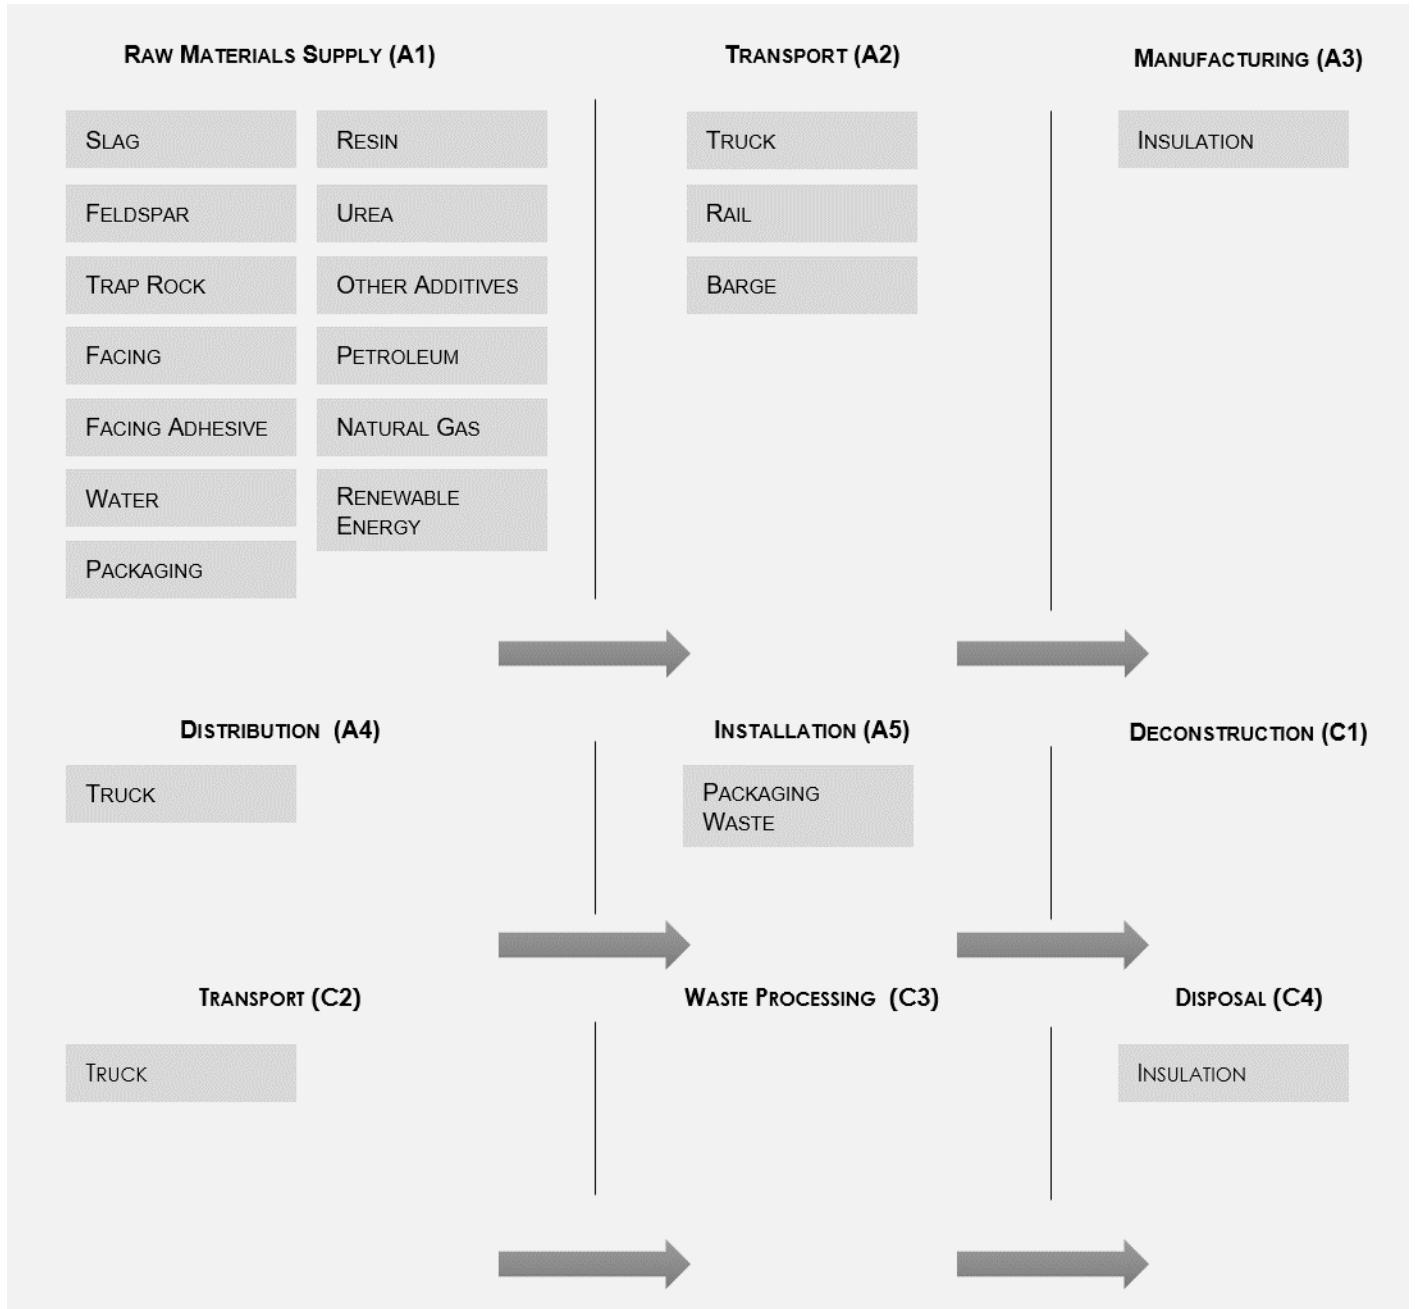 RAW MATERIALS SUPPLY (A1)
TRANSPORT (A2)
MANUFACTURING (A3)
SLAG
RESIN
TRUCK
INSULATION
FELDSPAR
UREA
RAIL
TRAP ROCK
OTHER ADDITIVES
BARGE
FACING
PETROLEUM
FACING ADHESIVE
NATURAL GAS
WATER
RENEWABLE
ENERGY
PACKAGING
DISTRIBUTION (A4)
INSTALLATION (A5)
DECONSTRUCTION (C1)
TRUCK
PACKAGING
WASTE
TRANSPORT (C2)
WASTE PROCESSING (C3)
DISPOSAL (C4)
TRUCK
INSULATION